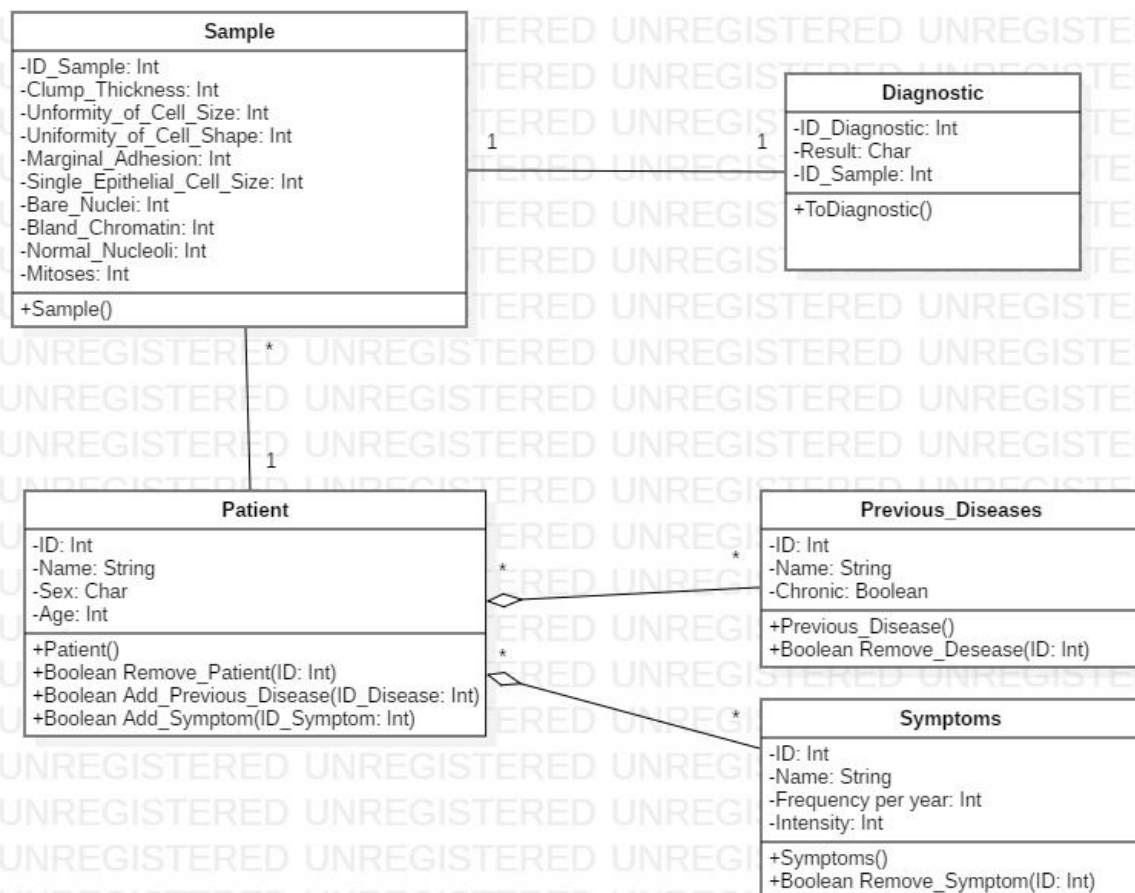 Sample
-ID_Sample: Int
-Clump_Thickness: Int
-Unformity_of_Cell_Size: Int
-Uniformity_of_Cell_Shape: Int
-Marginal_Adhesion: Int
-Single_Epithelial_Cell_Size: Int
-Bare_Nuclei: Int
-Bland_Chromatin: Int
-Normal_Nucleoli: Int
-Mitoses: Int
+Sample()
1
1
Diagnostic
-ID_Diagnostic: Int
-Result: Char
-ID_Sample: Int
+ToDiagnostic()
*
1
Patient
-ID: Int
-Name: String
-Sex: Char
-Age: Int
+Patient()
+Boolean Remove_Patient(ID: Int)
+Boolean Add_Previous_Disease(ID_Disease: Int)
+Boolean Add_Symptom(ID_Symptom: Int)
*
*
Previous_Diseases
-ID: Int
-Name: String
-Chronic: Boolean
+Previous_Disease()
+Boolean Remove_Desease(ID: Int)
*
*
Symptoms
-ID: Int
-Name: String
-Frequency per year: Int
-Intensity: Int
+Symptoms()
+Boolean Remove_Symptom(ID: Int)
UNREGISTERED UNREGISTERED UNREGISTERED